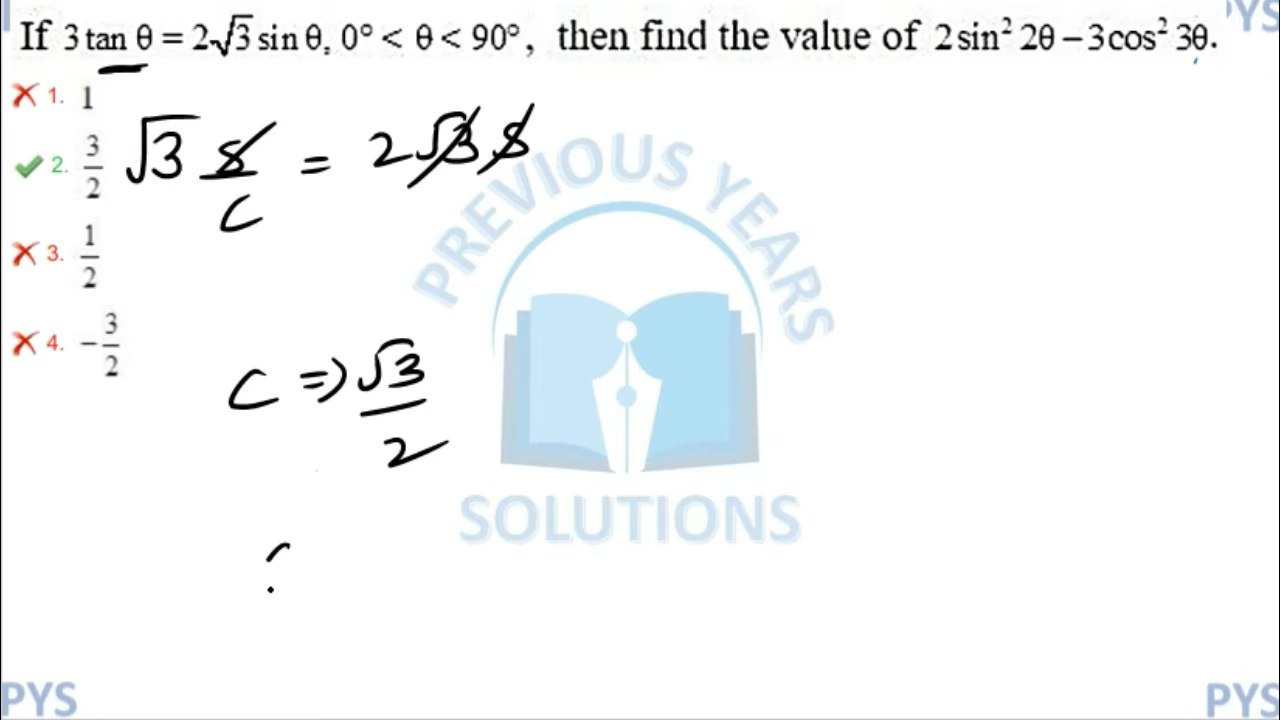 PYS
If 3 tan θ = 2√3 sin θ, 0° < θ < 90°, then find the value of 2 sin² 2θ − 3 cos² 3θ.
1. 1
2. 3/2
3. 1/2
4. −3/2
√3 s/c = 2√3 s
c ⇒ √3/2
PREVIOUS YEARS
SOLUTIONS
PYS
PYS